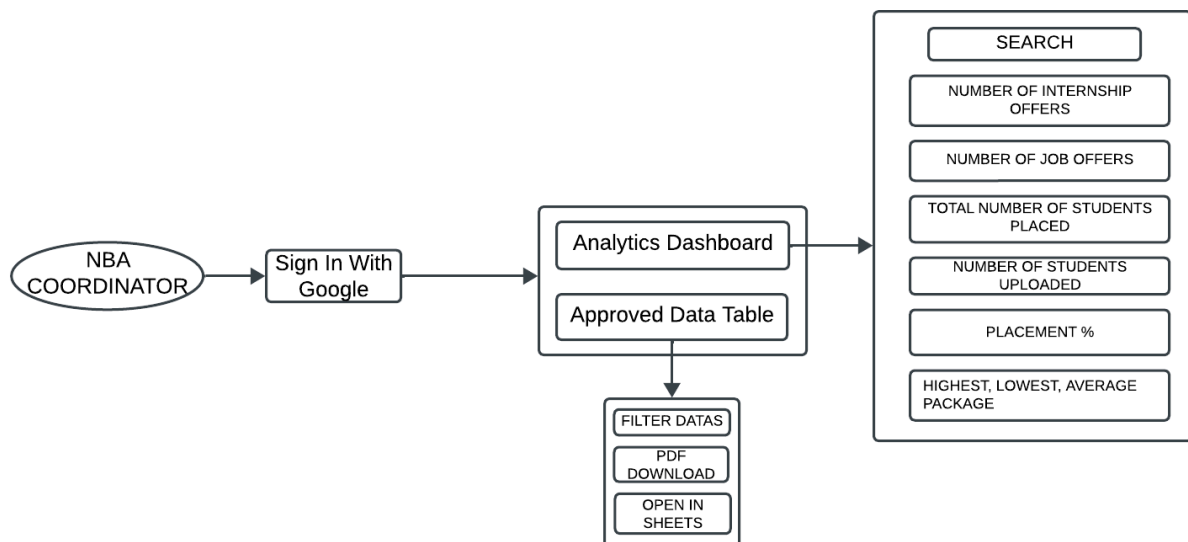 NBA
COORDINATOR
Sign In With
Google
Analytics Dashboard
Approved Data Table
FILTER DATAS
PDF
DOWNLOAD
OPEN IN
SHEETS
SEARCH
NUMBER OF INTERNSHIP
OFFERS
NUMBER OF JOB OFFERS
TOTAL NUMBER OF STUDENTS
PLACED
NUMBER OF STUDENTS
UPLOADED
PLACEMENT %
HIGHEST, LOWEST, AVERAGE
PACKAGE